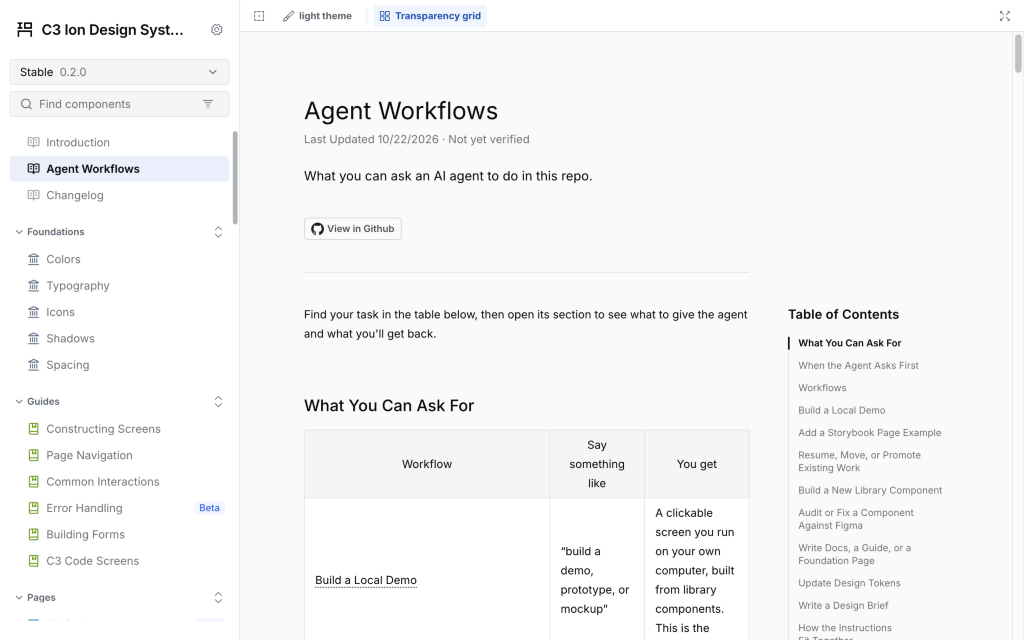 C3 Ion Design Syst...
Stable 0.2.0
Find components
Introduction
Agent Workflows
Changelog
Foundations
Colors
Typography
Icons
Shadows
Spacing
Guides
Constructing Screens
Page Navigation
Common Interactions
Error Handling Beta
Building Forms
C3 Code Screens
Pages
light theme
Transparency grid
Agent Workflows
Last Updated 10/22/2026 · Not yet verified
What you can ask an AI agent to do in this repo.
View in Github
Find your task in the table below, then open its section to see what to give the agent
and what you'll get back.
What You Can Ask For
Workflow
Say
something
like
You get
Build a Local Demo
“build a
demo,
prototype, or
mockup”
A clickable
screen you run
on your own
computer, built
from library
components.
This is the
Table of Contents
What You Can Ask For
When the Agent Asks First
Workflows
Build a Local Demo
Add a Storybook Page Example
Resume, Move, or Promote
Existing Work
Build a New Library Component
Audit or Fix a Component
Against Figma
Write Docs, a Guide, or a
Foundation Page
Update Design Tokens
Write a Design Brief
How the Instructions
Fit Together